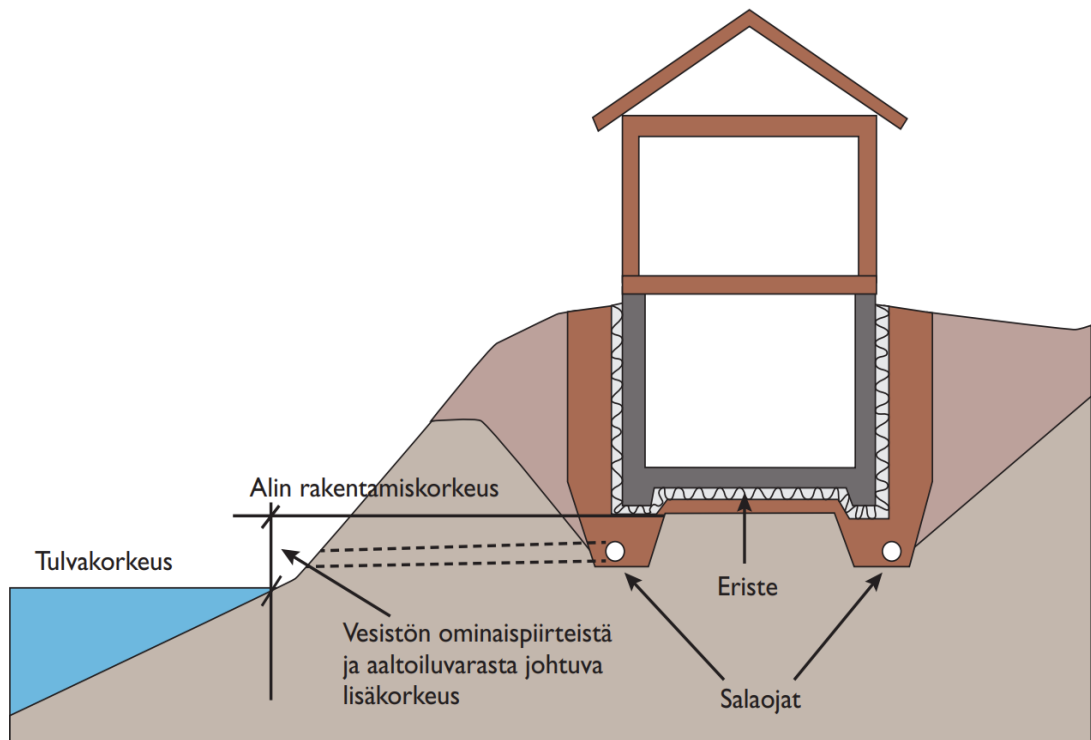 Alin rakentamiskorkeus
Tulvakorkeus
Eriste
Vesistön ominaispiirteistä
ja aaltoiluvarasta johtuva
lisäkorkeus
Salaojat